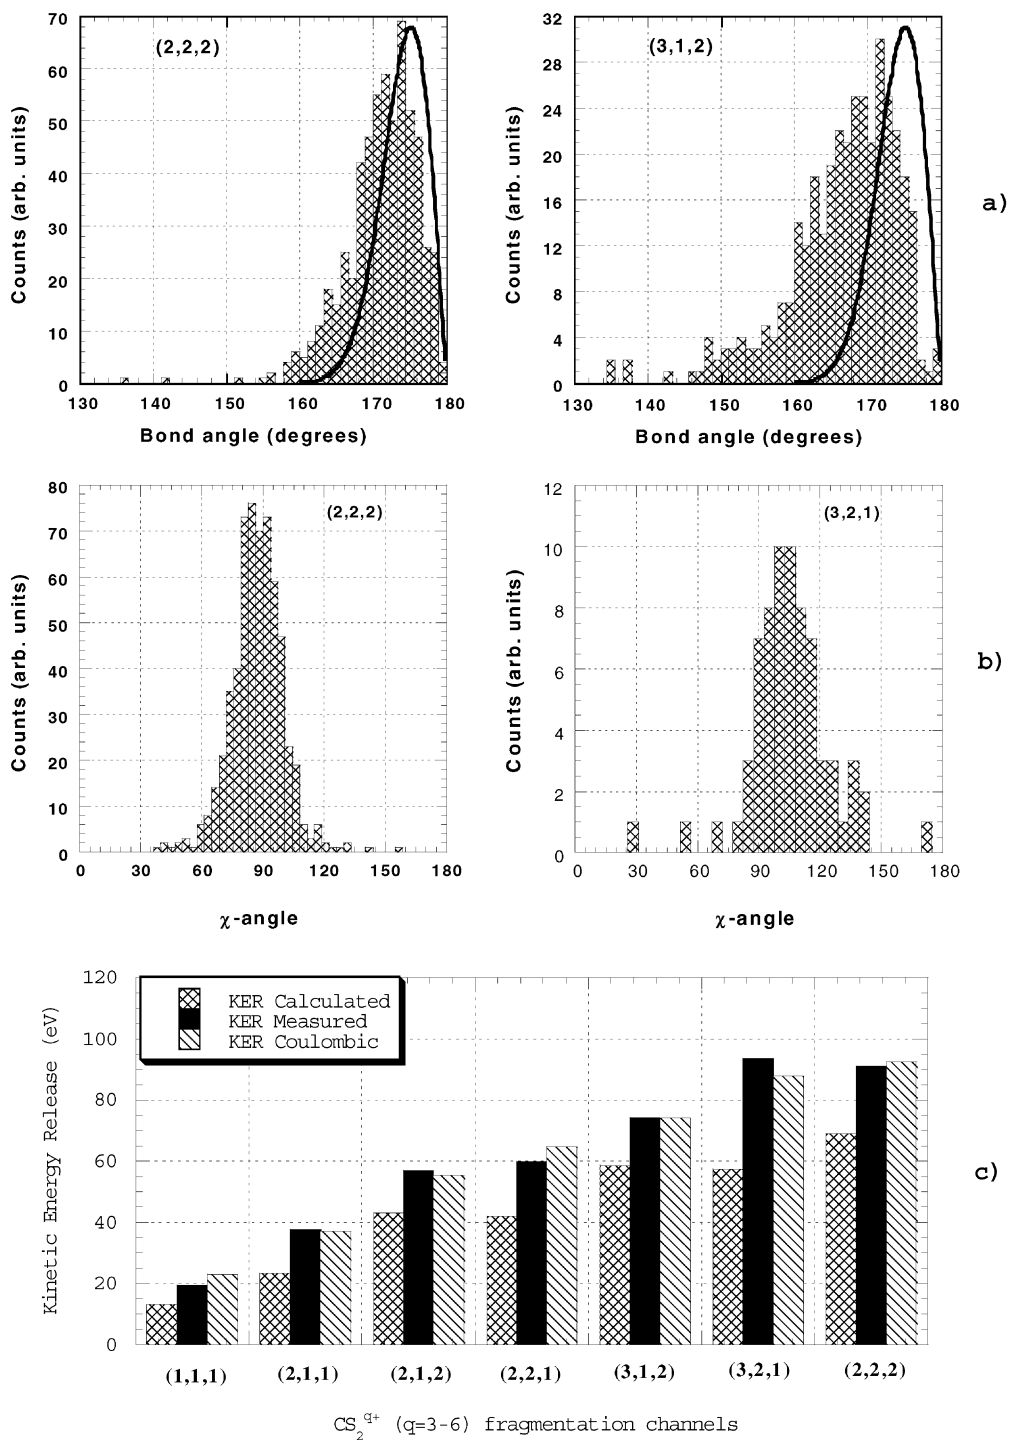 70
60
50
40
30
20
10
0
Counts (arb. units)
(2,2,2)
130 140 150 160 170 180
Bond angle (degrees)
32
28
24
20
16
12
8
4
0
Counts (arb. units)
(3,1,2)
130 140 150 160 170 180
Bond angle (degrees)
a)
80
70
60
50
40
30
20
10
0
Counts (arb. units)
(2,2,2)
0 30 60 90 120 150 180
χ-angle
12
10
8
6
4
2
0
Counts (arb. units)
(3,2,1)
0 30 60 90 120 150 180
χ-angle
b)
120
100
80
60
40
20
0
Kinetic Energy Release (eV)
KER Calculated
KER Measured
KER Coulombic
(1,1,1) (2,1,1) (2,1,2) (2,2,1) (3,1,2) (3,2,1) (2,2,2)
CS₂^q+ (q=3-6) fragmentation channels
c)